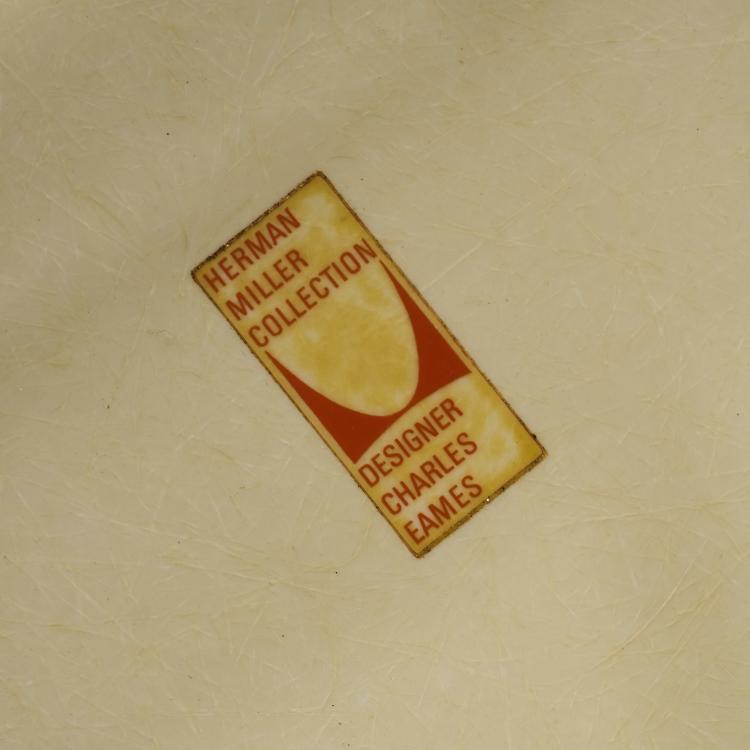 HERMAN
MILLER
COLLECTION
DESIGNER
CHARLES
EAMES